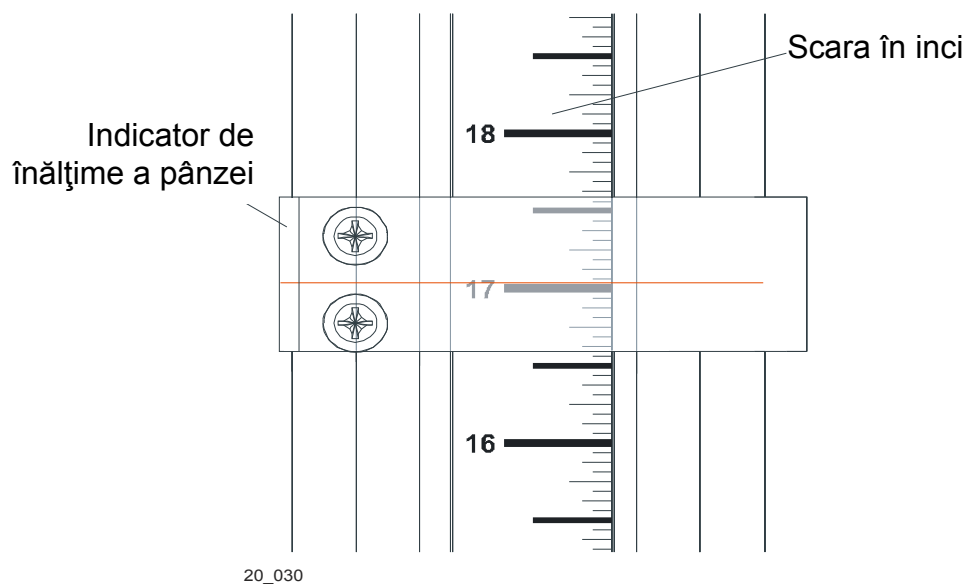 Scara în inci
18
Indicator de
înălţime a pânzei
17
16
20_030